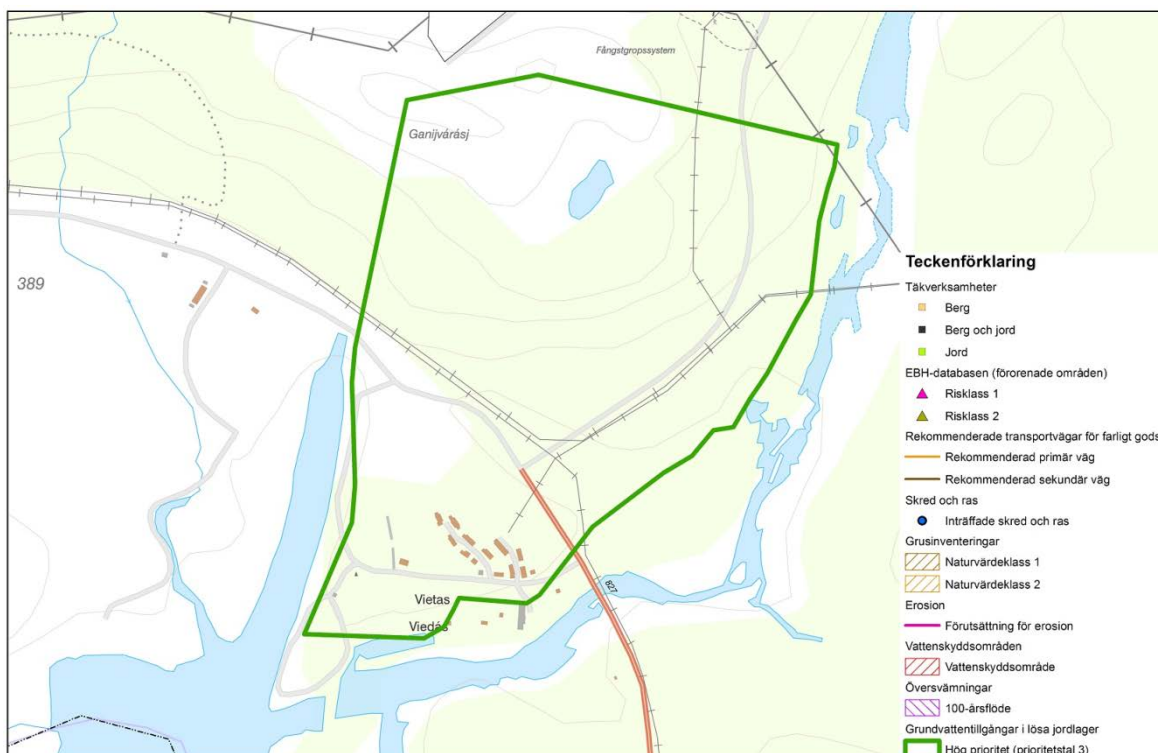 Fångstgropssystem
Ganijvárásj
389
Vietas
Viedás
827
Teckenförklaring
Täkverksamheter
Berg
Berg och jord
Jord
EBH-databasen (förorenade områden)
Risklass 1
Risklass 2
Rekommenderade transportvägar för farligt gods
Rekommenderad primär väg
Rekommenderad sekundär väg
Skred och ras
Inträffade skred och ras
Grusinventeringar
Naturvärdeklass 1
Naturvärdeklass 2
Erosion
Förutsättning för erosion
Vattenskyddsområden
Vattenskyddsområde
Översvämningar
100-årsflöde
Grundvattentillgångar i lösa jordlager
Hög prioritet (prioritetstal 3)